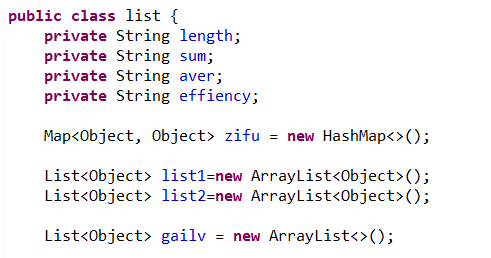 public class list {
private String length;
private String sum;
private String aver;
private String effiency;
Map<Object, Object> zifu = new HashMap<>();
List<Object> list1=new ArrayList<Object>();
List<Object> list2=new ArrayList<Object>();
List<Object> gailv = new ArrayList<>();